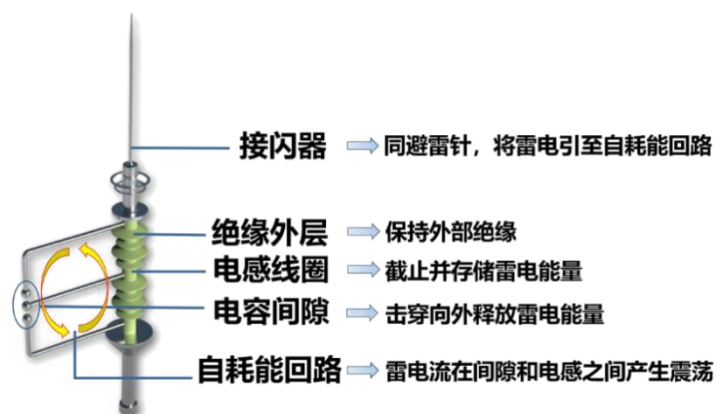 接闪器 同避雷针，将雷电引至自耗能回路
绝缘外层 保持外部绝缘
电感线圈 截止并存储雷电能量
电容间隙 击穿向外释放雷电能量
自耗能回路 雷电流在间隙和电感之间产生震荡